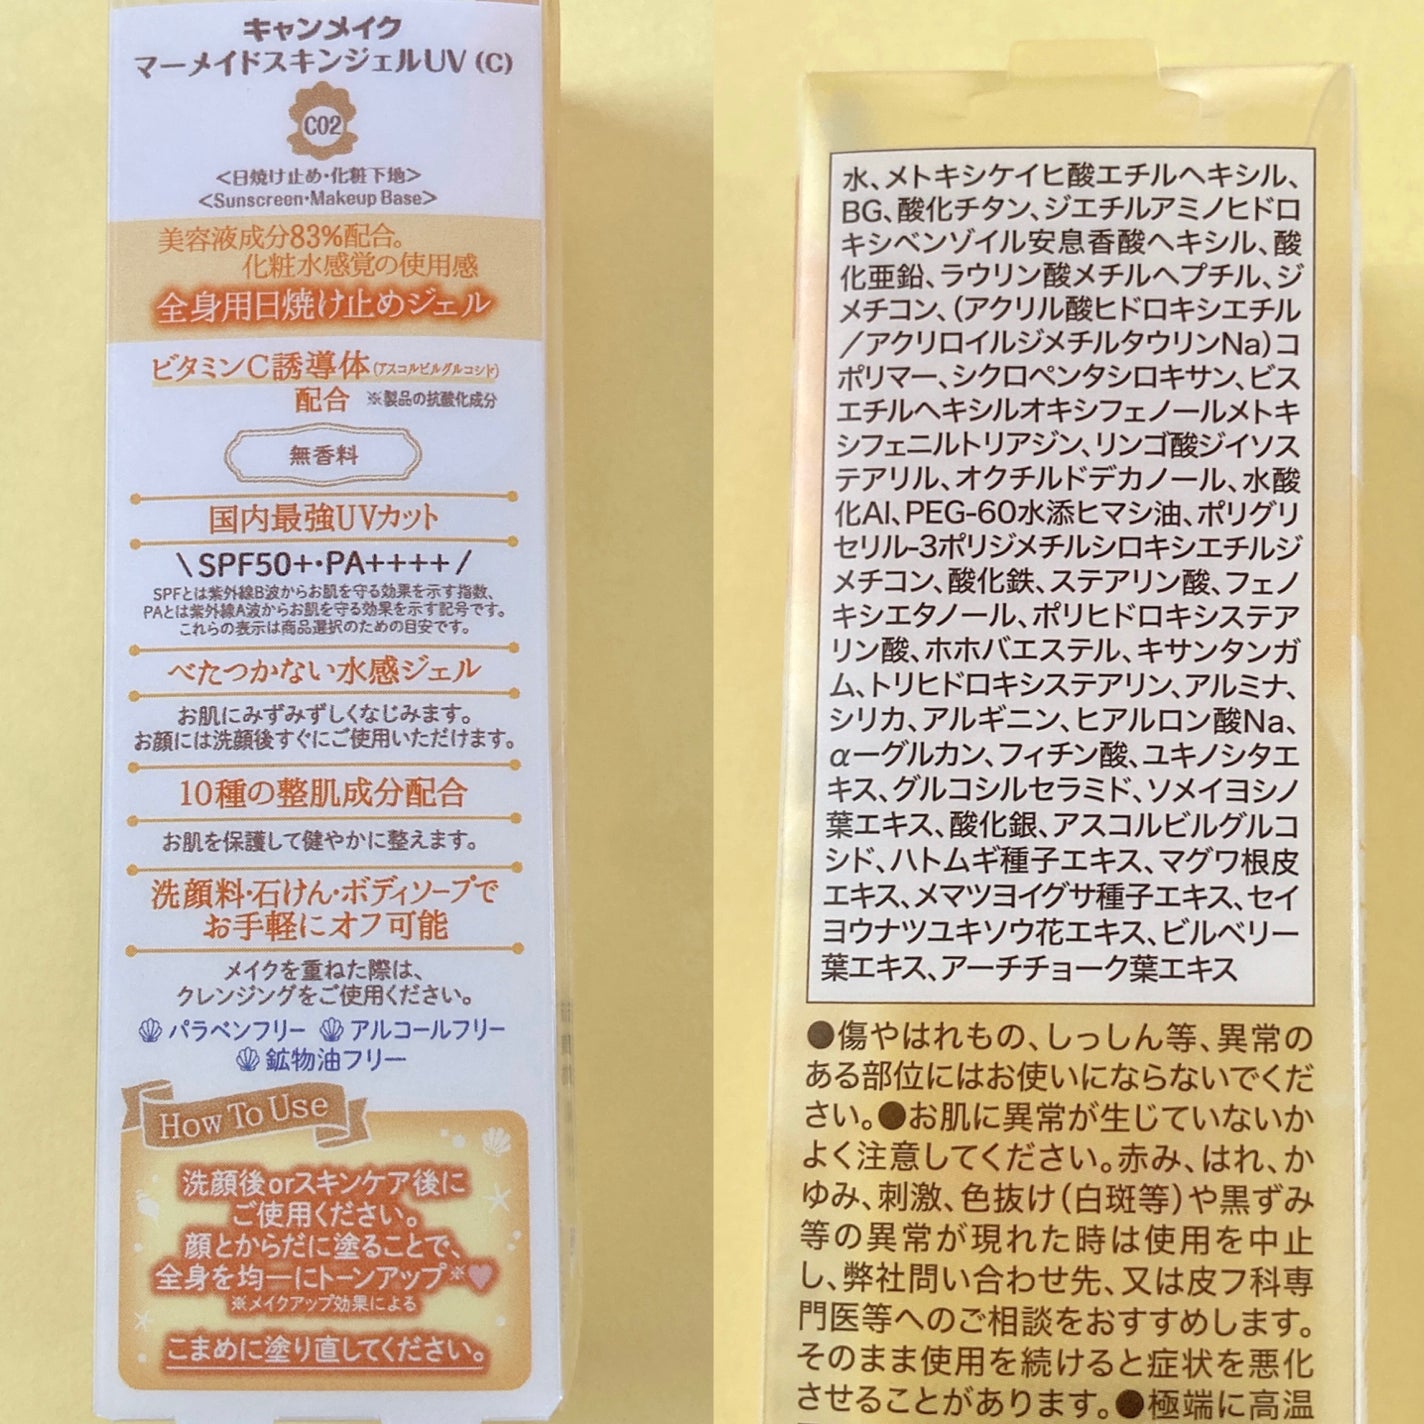 キャンメイク
マーメイドスキンジェルUV (C)
C02
<日焼け止め・化粧下地>
<Sunscreen・Makeup Base>
美容液成分83%配合。
化粧水感覚の使用感
全身用日焼け止めジェル
ビタミンC誘導体(アスコルビルグルコシド)
配合 ※製品の抗酸化成分
無香料
国内最強UVカット
\ SPF50+・PA++++ /
SPFとは紫外線B波からお肌を守る効果を示す指数、
PAとは紫外線A波からお肌を守る効果を示す記号です。
これらの表示は商品選択のための目安です。
べたつかない水感ジェル
お肌にみずみずしくなじみます。
お顔には洗顔後すぐにご使用いただけます。
10種の整肌成分配合
お肌を保護して健やかに整えます。
洗顔料・石けん・ボディソープで
お手軽にオフ可能
メイクを重ねた際は、
クレンジングをご使用ください。
パラベンフリー アルコールフリー
鉱物油フリー
How To Use
洗顔後orスキンケア後に
ご使用ください。
顔とからだに塗ることで、
全身を均一にトーンアップ※
※メイクアップ効果による
こまめに塗り直してください。
水、メトキシケイヒ酸エチルヘキシル、
BG、酸化チタン、ジエチルアミノヒドロ
キシベンゾイル安息香酸ヘキシル、酸
化亜鉛、ラウリン酸メチルヘプチル、ジ
メチコン、(アクリル酸ヒドロキシエチル
/アクリロイルジメチルタウリンNa)コ
ポリマー、シクロペンタシロキサン、ビス
エチルヘキシルオキシフェノールメトキ
シフェニルトリアジン、リンゴ酸ジイソス
テアリル、オクチルドデカノール、水酸
化Al、PEG-60水添ヒマシ油、ポリグリ
セリル-3ポリジメチルシロキシエチルジ
メチコン、酸化鉄、ステアリン酸、フェノ
キシエタノール、ポリヒドロキシステア
リン酸、ホホバエステル、キサンタンガ
ム、トリヒドロキシステアリン、アルミナ、
シリカ、アルギニン、ヒアルロン酸Na、
α-グルカン、フィチン酸、ユキノシタエ
キス、グルコシルセラミド、ソメイヨシノ
葉エキス、酸化銀、アスコルビルグルコ
シド、ハトムギ種子エキス、マグワ根皮
エキス、メマツヨイグサ種子エキス、セイ
ヨウナツユキソウ花エキス、ビルベリー
葉エキス、アーチチョーク葉エキス
●傷やはれもの、しっしん等、異常の
ある部位にはお使いにならないでくだ
さい。●お肌に異常が生じていないか
よく注意してください。赤み、はれ、か
ゆみ、刺激、色抜け(白斑等)や黒ずみ
等の異常が現れた時は使用を中止
し、弊社問い合わせ先、又は皮フ科専
門医等へのご相談をおすすめします。
そのまま使用を続けると症状を悪化
させることがあります。●極端に高温